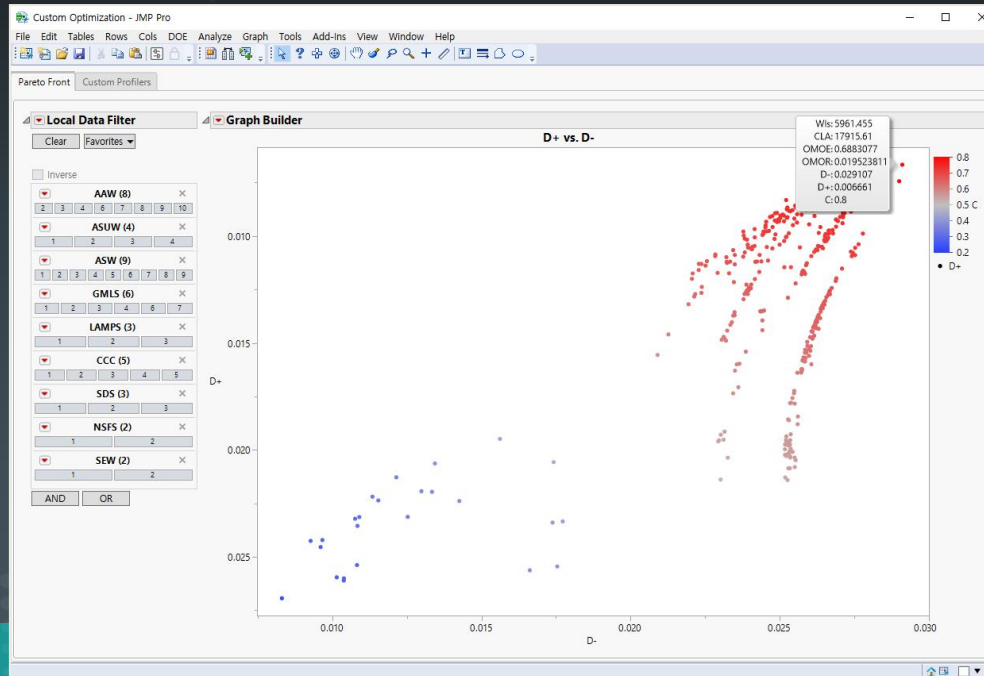 Custom Optimization - JMP Pro
File Edit Tables Rows Cols DOE Analyze Graph Tools Add-Ins View Window Help
Pareto Front Custom Profilers
Local Data Filter
Clear Favorites
Inverse
AAW (8)
2 3 4 6 7 8 9 10
ASUW (4)
1 2 3 4
ASW (9)
1 2 3 4 5 6 7 8 9
GMLS (6)
1 2 3 4 6 7
LAMPS (3)
1 2 3
CCC (5)
1 2 3 4 5
SDS (3)
1 2 3
NSFS (2)
1 2
SEW (2)
1 2
AND OR
Graph Builder
D+ vs. D-
Wls: 5961.455
CLA: 17915.61
OMOE: 0.6883077
OMOR: 0.019523811
D-: 0.029107
D+: 0.006661
C: 0.8
0.8
0.7
0.6
0.5 C
0.4
0.3
0.2
D+
D+
0.010
0.015
0.020
0.025
0.010 0.015 0.020 0.025 0.030
D-